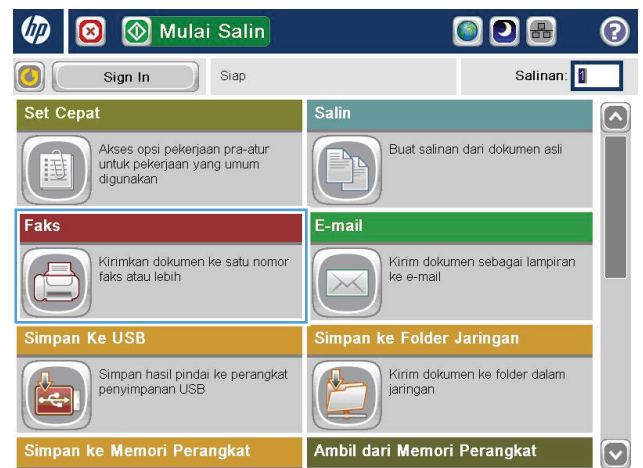 hp
Mulai Salin
?
Sign In
Siap
Salinan: 1
Set Cepat
Akses opsi pekerjaan pra-atur
untuk pekerjaan yang umum
digunakan
Salin
Buat salinan dari dokumen asli
Faks
Kirimkan dokumen ke satu nomor
faks atau lebih
E-mail
Kirim dokumen sebagai lampiran
ke e-mail
Simpan Ke USB
Simpan hasil pindai ke perangkat
penyimpanan USB
Simpan ke Folder Jaringan
Kirim dokumen ke folder dalam
jaringan
Simpan ke Memori Perangkat
Ambil dari Memori Perangkat